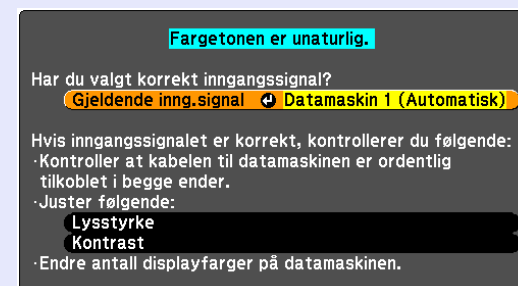 Fargetonen er unaturlig.
Har du valgt korrekt inngangssignal?
Gjeldende inng.signal Datamaskin 1 (Automatisk)
Hvis inngangssignalet er korrekt, kontrollerer du følgende:
·Kontroller at kabelen til datamaskinen er ordentlig
tilkoblet i begge ender.
·Juster følgende:
Lysstyrke
Kontrast
·Endre antall displayfarger på datamaskinen.